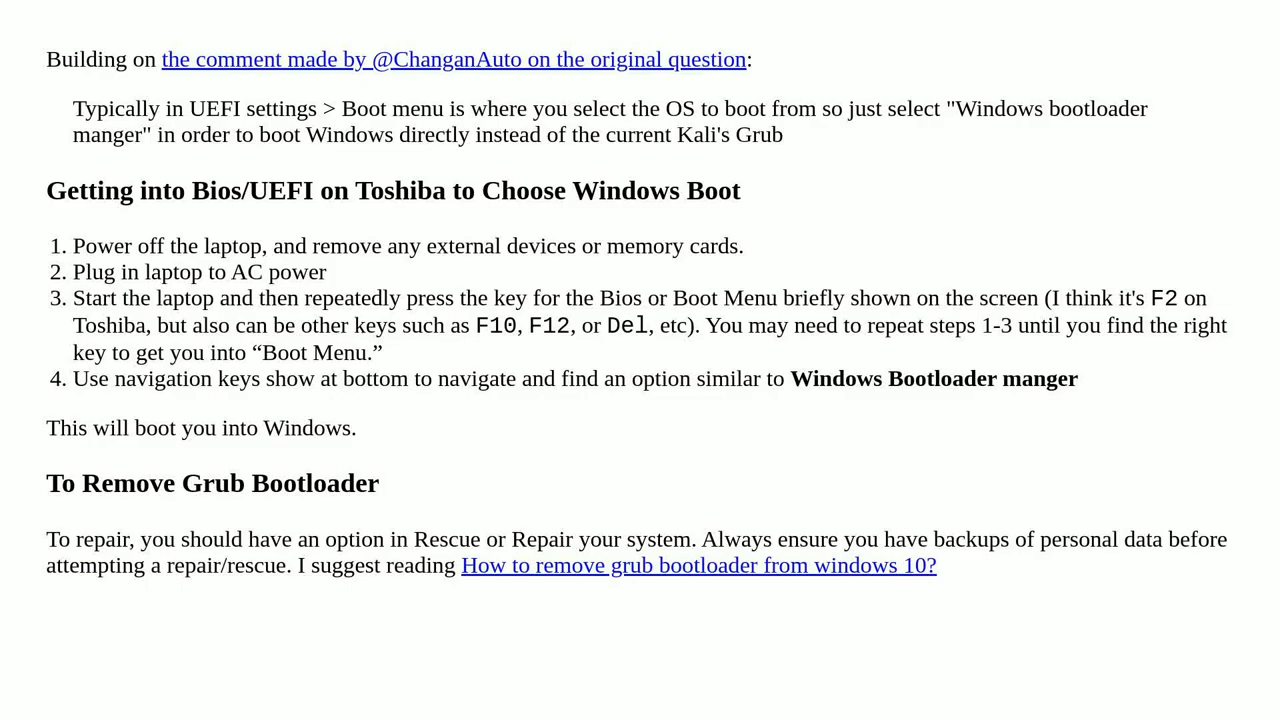 Building on the comment made by @ChanganAuto on the original question:
Typically in UEFI settings > Boot menu is where you select the OS to boot from so just select "Windows bootloader
manger" in order to boot Windows directly instead of the current Kali's Grub
Getting into Bios/UEFI on Toshiba to Choose Windows Boot
1. Power off the laptop, and remove any external devices or memory cards.
2. Plug in laptop to AC power
3. Start the laptop and then repeatedly press the key for the Bios or Boot Menu briefly shown on the screen (I think it's F2 on
Toshiba, but also can be other keys such as F10, F12, or Del, etc). You may need to repeat steps 1-3 until you find the right
key to get you into “Boot Menu.”
4. Use navigation keys show at bottom to navigate and find an option similar to Windows Bootloader manger
This will boot you into Windows.
To Remove Grub Bootloader
To repair, you should have an option in Rescue or Repair your system. Always ensure you have backups of personal data before
attempting a repair/rescue. I suggest reading How to remove grub bootloader from windows 10?